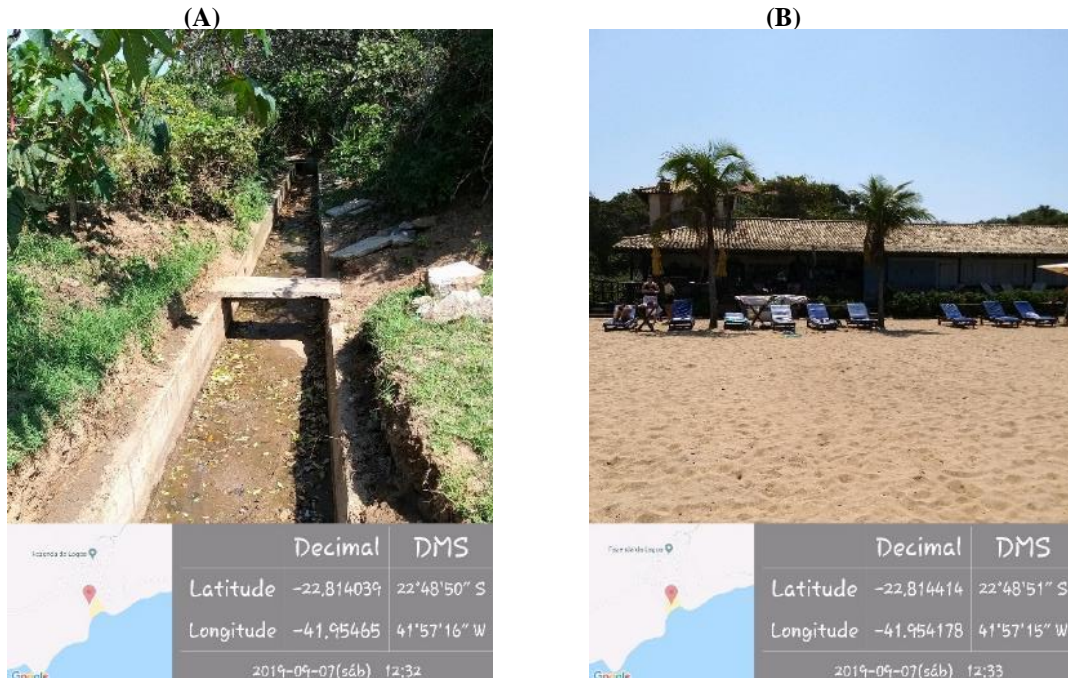 (A)
(B)
Decimal DMS
Latitude -22,814039 22°48'50" S
Longitude -41,95465 41°57'16" W
2019-09-07(sáb) 12:32
Google
Decimal DMS
Latitude -22,814414 22°48'51" S
Longitude -41,954178 41°57'15" W
2019-09-07(sáb) 12:33
Google